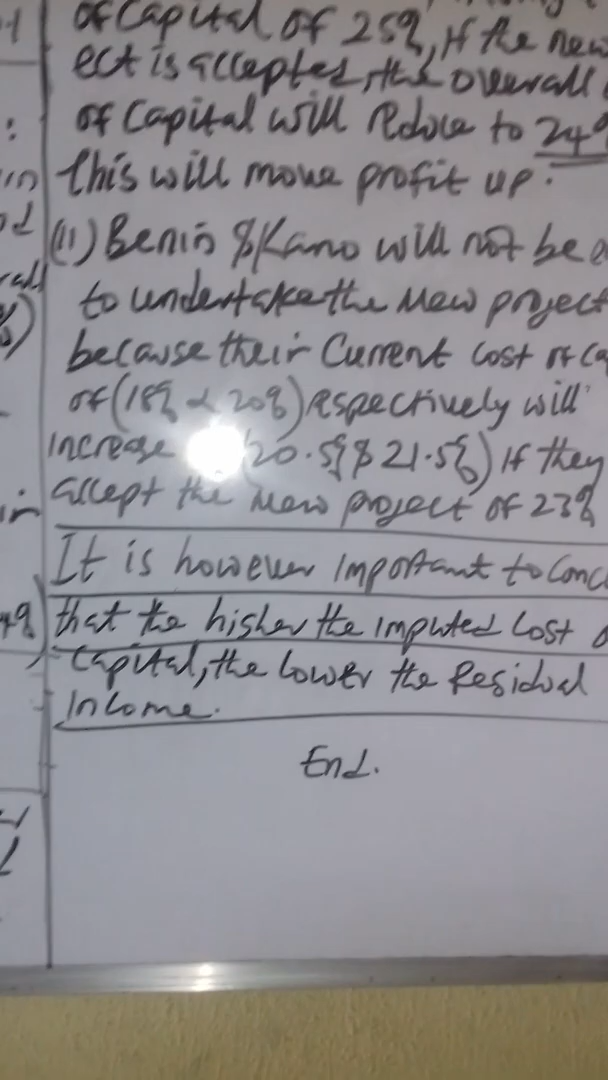 of Capital of 25%, if the new
ect is accepted, the overall
of Capital will Reduce to 24%
this will move profit up.
(ii) Benin & Kano will not be
to undertake the New project
because their Current Cost of Ca
of (18% & 20%) respectively will
increase (20.5% & 21.5%) if they
accept the New project of 23%
It is however important to Conc
that the higher the imputed Cost o
Capital, the lower the Residual
Income.
End.